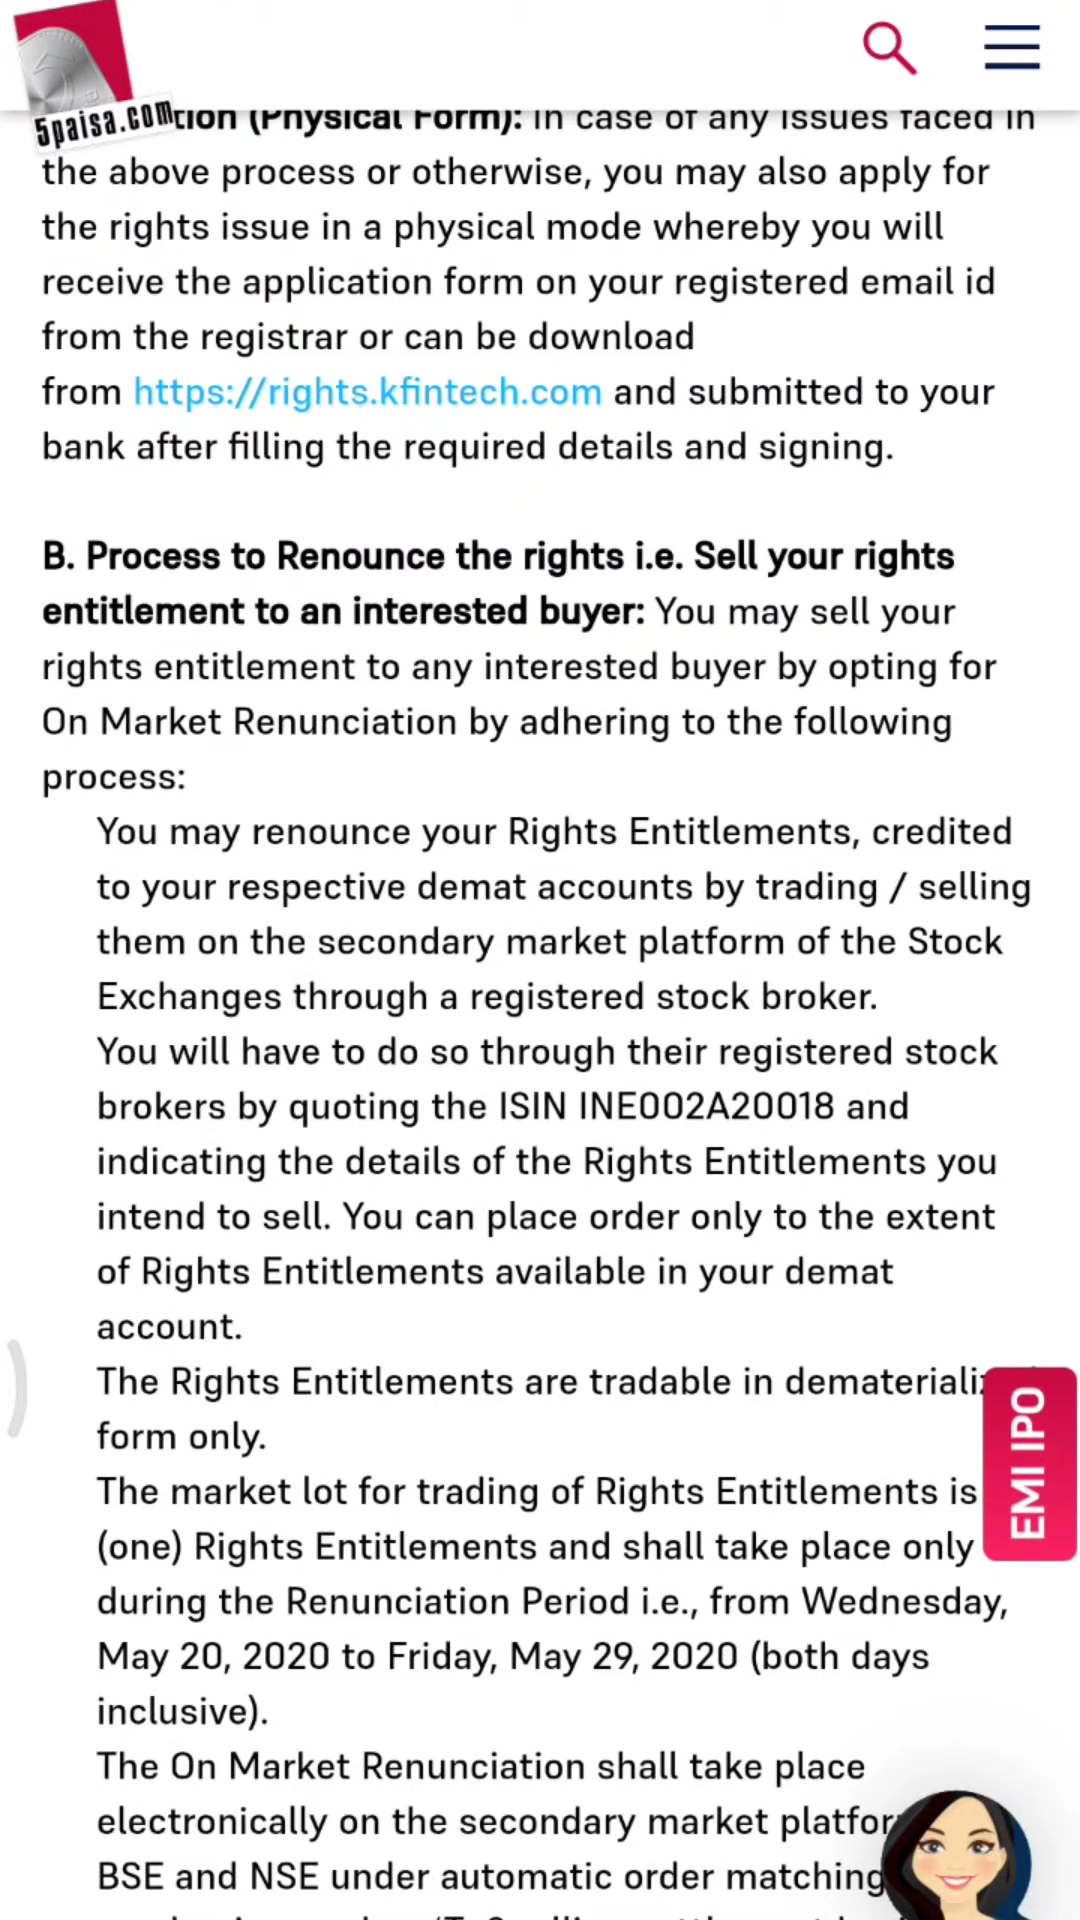 5paisa.com
tion (Physical Form): In case of any issues faced in
the above process or otherwise, you may also apply for
the rights issue in a physical mode whereby you will
receive the application form on your registered email id
from the registrar or can be download
from https://rights.kfintech.com and submitted to your
bank after filling the required details and signing.
B. Process to Renounce the rights i.e. Sell your rights
entitlement to an interested buyer: You may sell your
rights entitlement to any interested buyer by opting for
On Market Renunciation by adhering to the following
process:
You may renounce your Rights Entitlements, credited
to your respective demat accounts by trading / selling
them on the secondary market platform of the Stock
Exchanges through a registered stock broker.
You will have to do so through their registered stock
brokers by quoting the ISIN INE002A20018 and
indicating the details of the Rights Entitlements you
intend to sell. You can place order only to the extent
of Rights Entitlements available in your demat
account.
The Rights Entitlements are tradable in
form only.
EMI IPO
The market lot for trading of Rights Entitlements is
(one) Rights Entitlements and shall take place only
during the Renunciation Period i.e., from Wednesday,
May 20, 2020 to Friday, May 29, 2020 (both days
inclusive).
The On Market Renunciation shall take place
electronically on the secondary market
BSE and NSE under automatic order matching